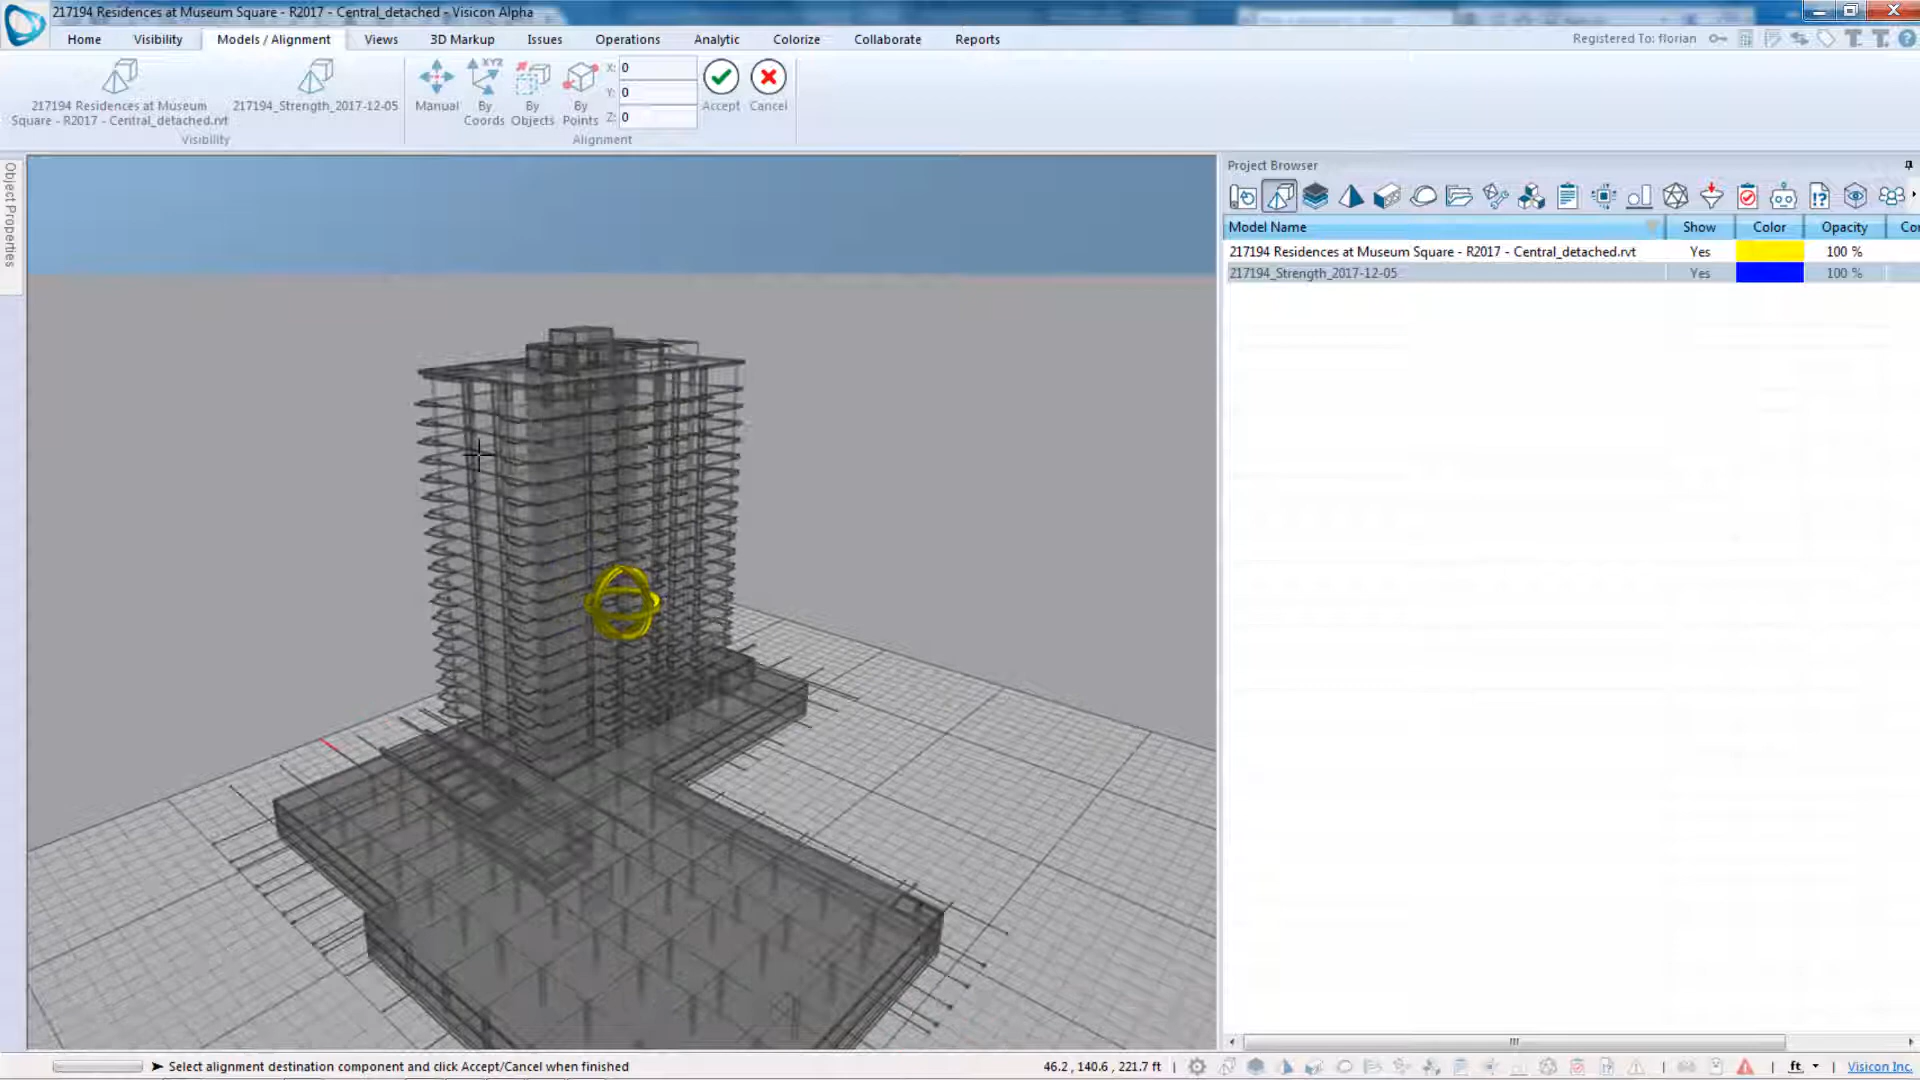 217194 Residences at Museum Square - R2017 - Central_detached - Visicon Alpha
Home Visibility Models / Alignment Views 3D Markup Issues Operations Analytic Colorize Collaborate Reports
Registered To: florian
217194 Residences at Museum
Square - R2017 - Central_detached.rvt
217194_Strength_2017-12-05
Visibility
Manual
XYZ
By
Coords
By
Objects
By
Points
X: 0
Y: 0
Z: 0
Accept
Cancel
Alignment
Object Properties
Project Browser
Model Name Show Color Opacity Co
217194 Residences at Museum Square - R2017 - Central_detached.rvt Yes 100 %
217194_Strength_2017-12-05 Yes 100 %
Select alignment destination component and click Accept/Cancel when finished
46.2 , 140.6 , 221.7 ft
ft
Visicon Inc.